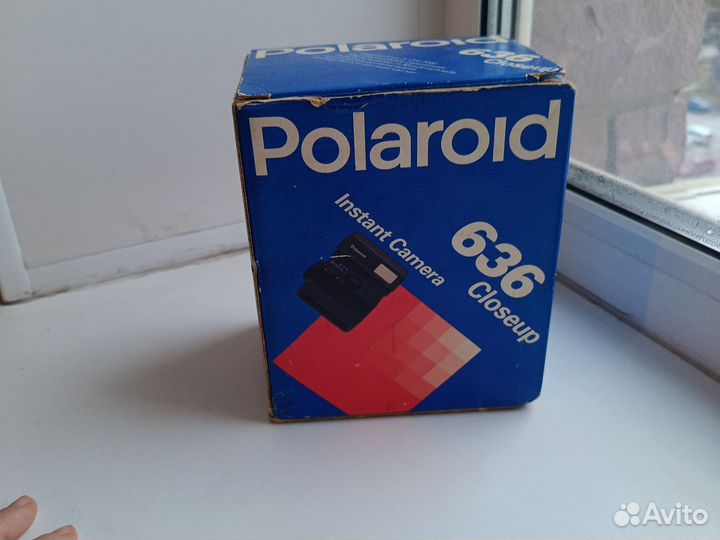 Polaroid
636
Closeup
Polaroid
Instant Camera
Polaroid
636
Closeup
Avito